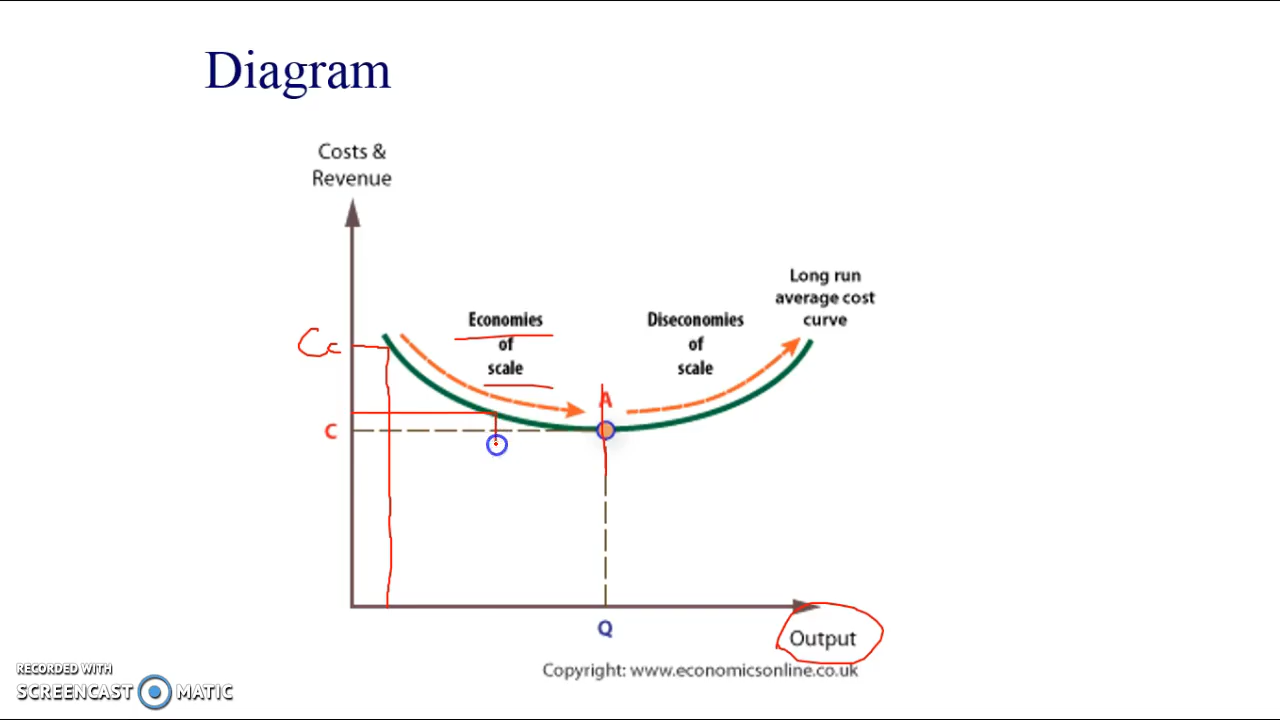 Diagram
Costs &
Revenue
Long run
average cost
curve
Economies
of
scale
Diseconomies
of
scale
A
C
Q
Output
Copyright: www.economicsonline.co.uk
RECORDED WITH
SCREENCAST MATIC